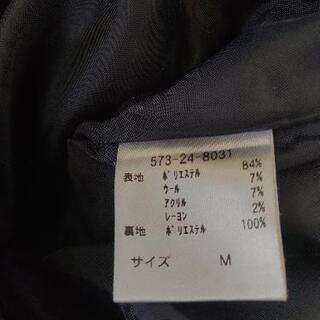 573-24-8031
表地 ポリエステル 84%
ウール 7%
アクリル 7%
レーヨン 2%
裏地 ポリエステル 100%
サイズ M